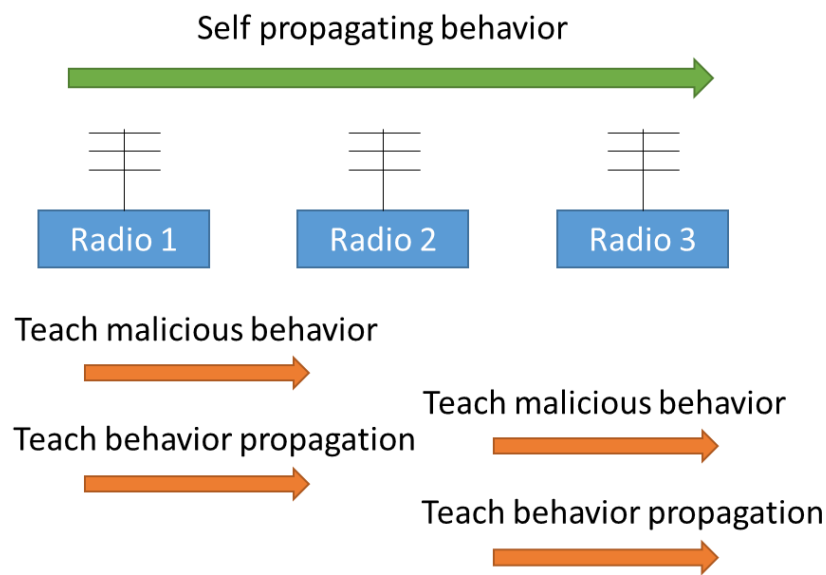 Self propagating behavior
Radio 1
Radio 2
Radio 3
Teach malicious behavior
Teach behavior propagation
Teach malicious behavior
Teach behavior propagation